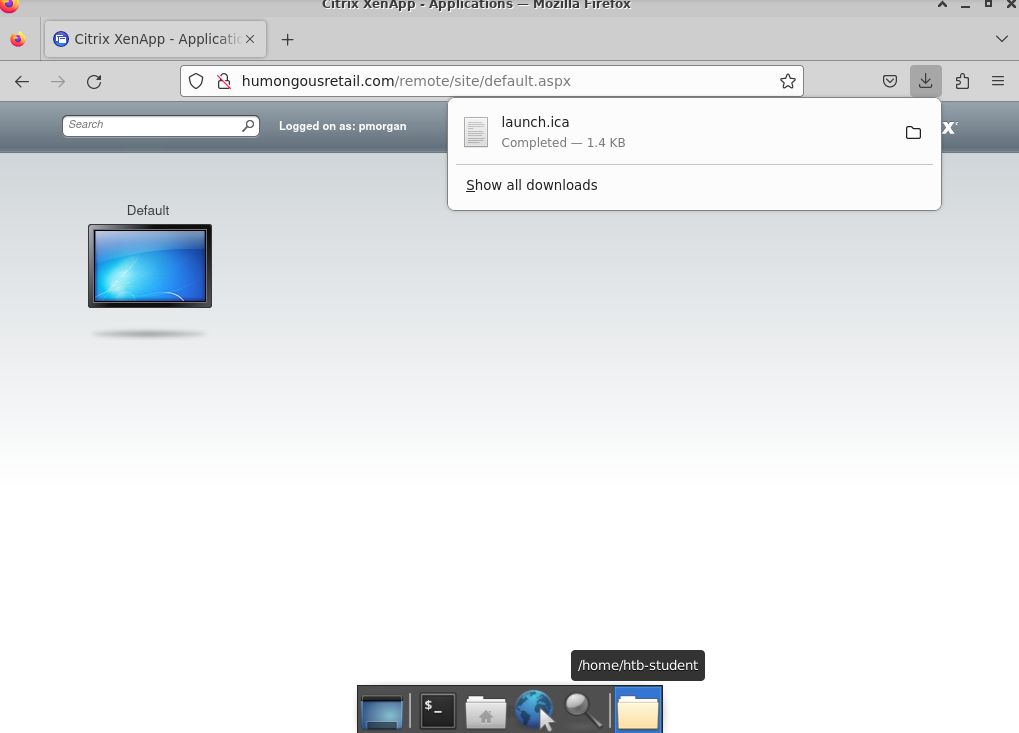 Citrix XenApp - Applications — Mozilla Firefox
Citrix XenApp - Applicatio
humongousretail.com/remote/site/default.aspx
Search
Logged on as: pmorgan
launch.ica
Completed — 1.4 KB
Show all downloads
x
Default
/home/htb-student
$_